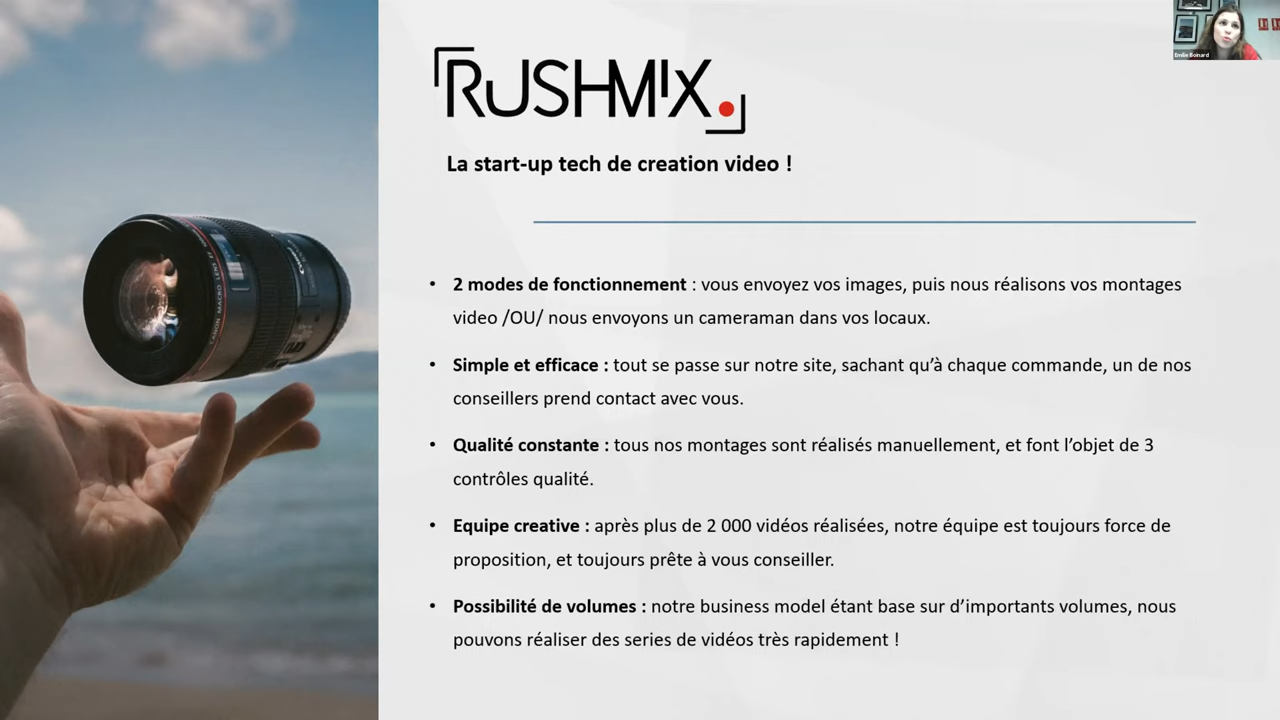 Emilie Boinard
RUSHMIX.
La start-up tech de creation video !
• 2 modes de fonctionnement : vous envoyez vos images, puis nous réalisons vos montages
video /OU/ nous envoyons un cameraman dans vos locaux.
• Simple et efficace : tout se passe sur notre site, sachant qu’à chaque commande, un de nos
conseillers prend contact avec vous.
• Qualité constante : tous nos montages sont réalisés manuellement, et font l’objet de 3
contrôles qualité.
• Equipe creative : après plus de 2 000 vidéos réalisées, notre équipe est toujours force de
proposition, et toujours prête à vous conseiller.
• Possibilité de volumes : notre business model étant base sur d’importants volumes, nous
pouvons réaliser des series de vidéos très rapidement !